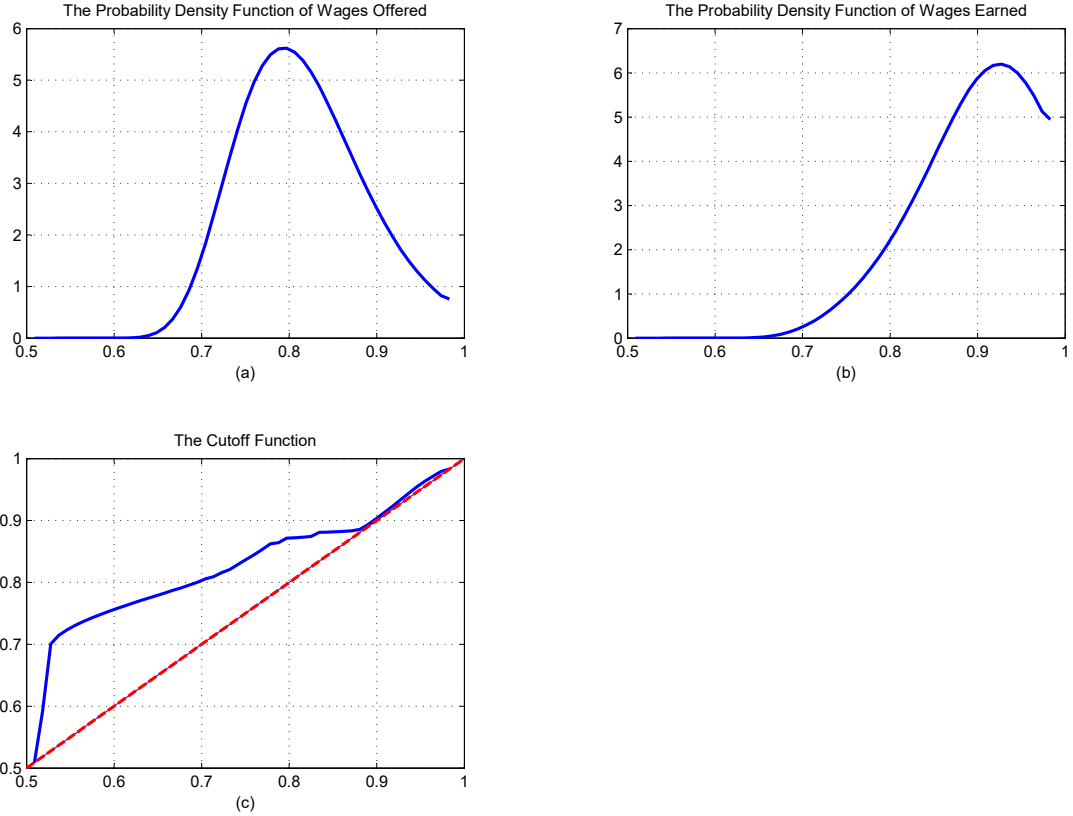 The Probability Density Function of Wages Offered
6
5
4
3
2
1
0
0.5 0.6 0.7 0.8 0.9 1
(a)
The Probability Density Function of Wages Earned
7
6
5
4
3
2
1
0
0.5 0.6 0.7 0.8 0.9 1
(b)
The Cutoff Function
1
0.9
0.8
0.7
0.6
0.5
0.5 0.6 0.7 0.8 0.9 1
(c)